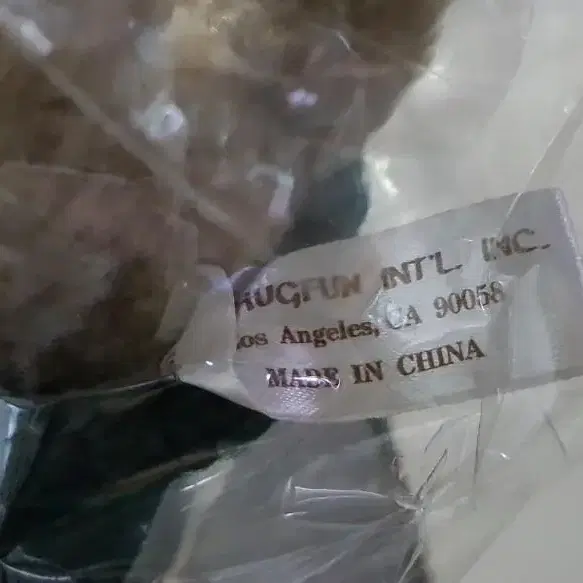 HUGFUN INT'L. INC.
Los Angeles, CA 90058
MADE IN CHINA